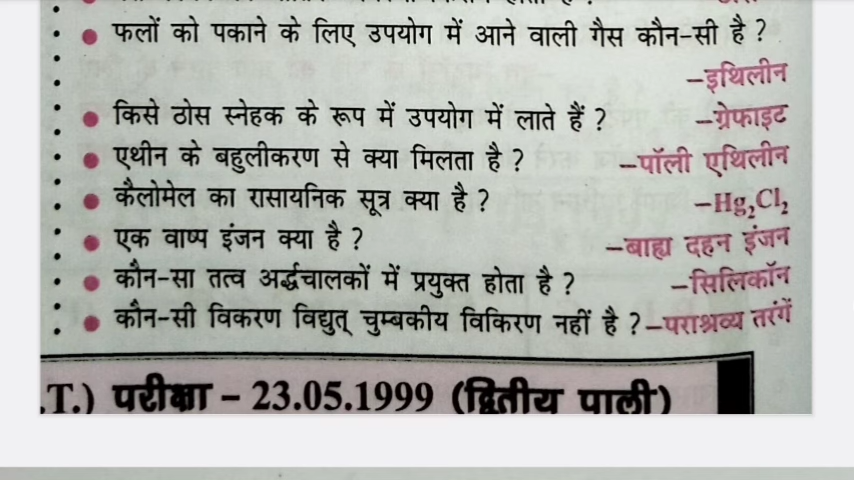 ● फलों को पकाने के लिए उपयोग में आने वाली गैस कौन-सी है ?
–इथिलीन
● किसे ठोस स्नेहक के रूप में उपयोग में लाते हैं ? –ग्रेफाइट
● एथीन के बहुलीकरण से क्या मिलता है ? –पॉली एथिलीन
● कैलोमेल का रासायनिक सूत्र क्या है ? –Hg₂Cl₂
● एक वाष्प इंजन क्या है ? –बाह्य दहन इंजन
● कौन-सा तत्व अर्द्धचालकों में प्रयुक्त होता है ? –सिलिकॉन
● कौन-सी विकरण विद्युत् चुम्बकीय विकिरण नहीं है ? –पराश्रव्य तरंगें
.T.) परीक्षा – 23.05.1999 (द्वितीय पाली)